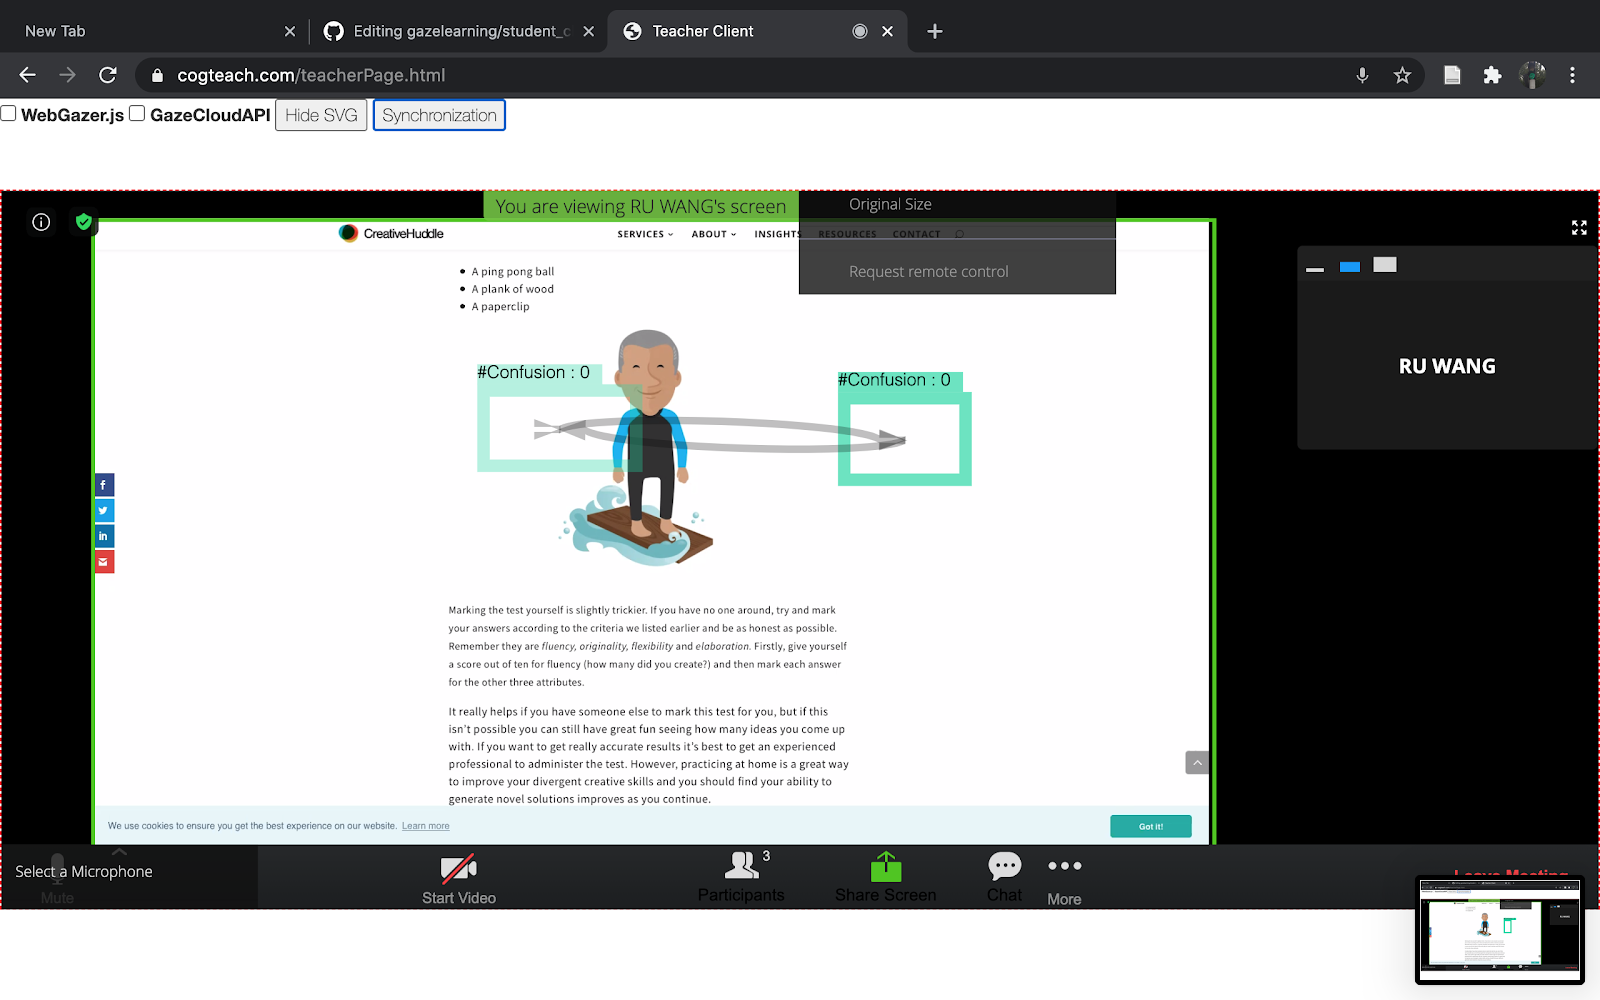 New Tab
Editing gazelearning/student_c
Teacher Client
cogteach.com/teacherPage.html
WebGazer.js GazeCloudAPI Hide SVG Synchronization
You are viewing RU WANG's screen
Original Size
Request remote control
CreativeHuddle
SERVICES ABOUT INSIGHTS RESOURCES CONTACT
A ping pong ball
A plank of wood
A paperclip
#Confusion : 0
#Confusion : 0
RU WANG
Marking the test yourself is slightly trickier. If you have no one around, try and mark
your answers according to the criteria we listed earlier and be as honest as possible.
Remember they are fluency, originality, flexibility and elaboration. Firstly, give yourself
a score out of ten for fluency (how many did you create?) and then mark each answer
for the other three attributes.
It really helps if you have someone else to mark this test for you, but if this
isn't possible you can still have great fun seeing how many ideas you come up
with. If you want to get really accurate results it's best to get an experienced
professional to administer the test. However, practicing at home is a great way
to improve your divergent creative skills and you should find your ability to
generate novel solutions improves as you continue.
We use cookies to ensure you get the best experience on our website. Learn more
Got it!
Select a Microphone
Mute
Start Video
3
Participants
Share Screen
Chat
More
Leave Meeting